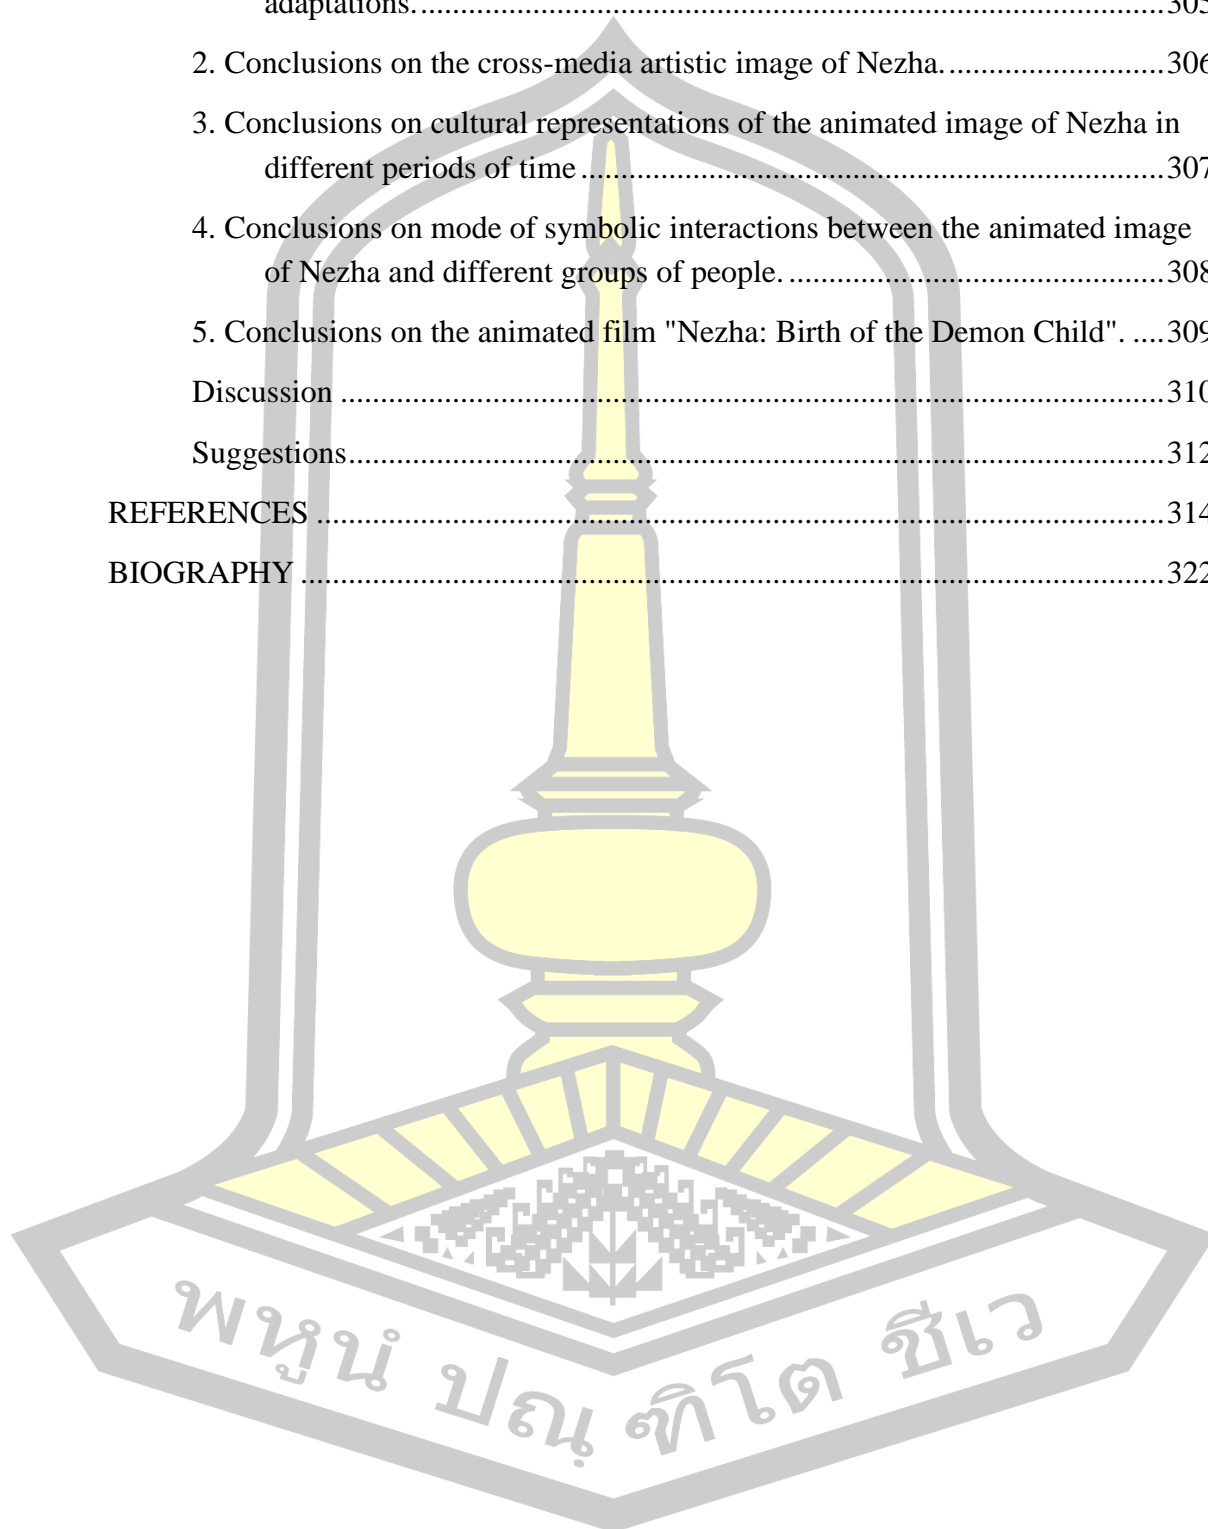 adaptations.............................................................................................305
2. Conclusions on the cross-media artistic image of Nezha............................306
3. Conclusions on cultural representations of the animated image of Nezha in
different periods of time.........................................................................307
4. Conclusions on mode of symbolic interactions between the animated image
of Nezha and different groups of people................................................308
5. Conclusions on the animated film "Nezha: Birth of the Demon Child". ....309
Discussion .......................................................................................................310
Suggestions......................................................................................................312
REFERENCES ..........................................................................................................314
BIOGRAPHY ............................................................................................................322
พหูนํ ปณฺฑิโต ชีเว